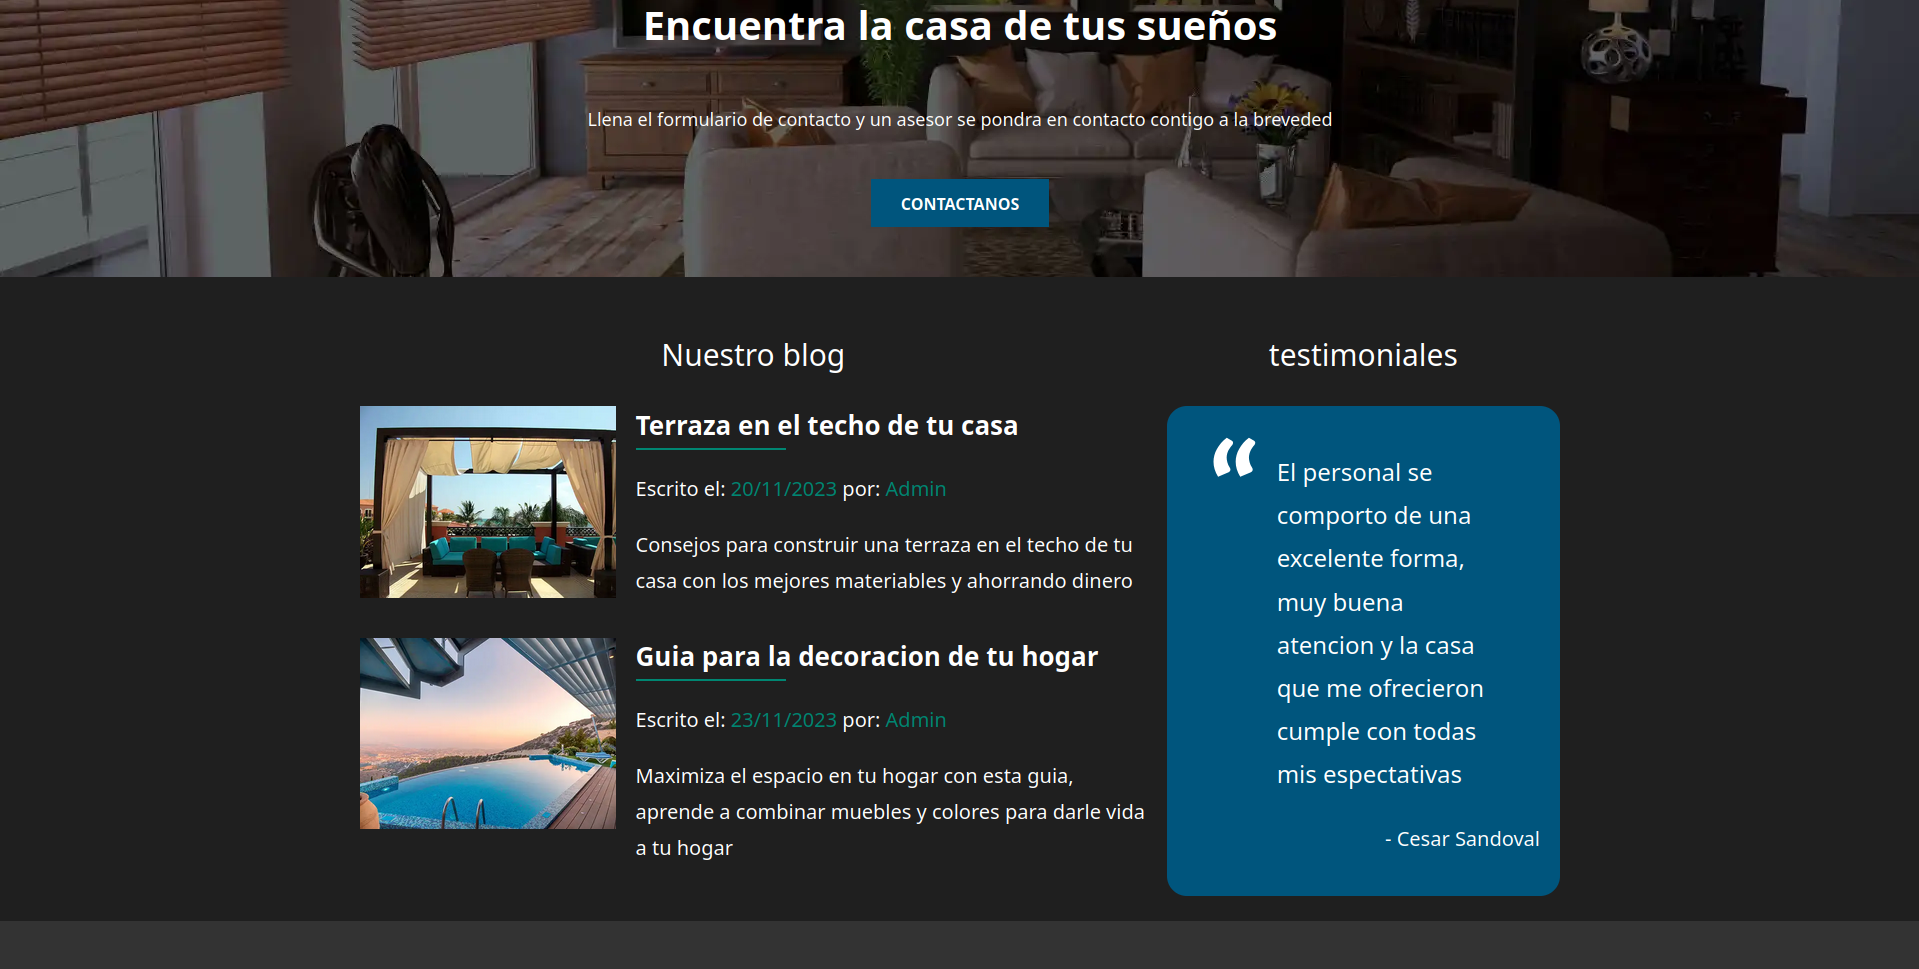 Encuentra la casa de tus sueños
Llena el formulario de contacto y un asesor se pondra en contacto contigo a la breveded
CONTACTANOS
Nuestro blog
Terraza en el techo de tu casa
Escrito el: 20/11/2023 por: Admin
Consejos para construir una terraza en el techo de tu
casa con los mejores materiables y ahorrando dinero
Guia para la decoracion de tu hogar
Escrito el: 23/11/2023 por: Admin
Maximiza el espacio en tu hogar con esta guia,
aprende a combinar muebles y colores para darle vida
a tu hogar
testimoniales
“ El personal se
comporto de una
excelente forma,
muy buena
atencion y la casa
que me ofrecieron
cumple con todas
mis espectativas
- Cesar Sandoval